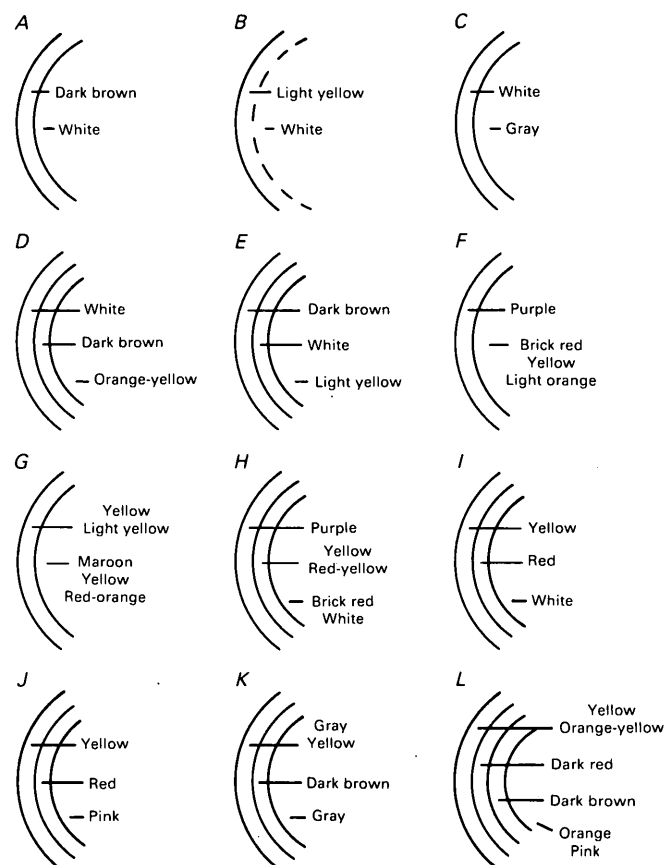 A
Dark brown
White
B
Light yellow
White
C
White
Gray
D
White
Dark brown
Orange-yellow
E
Dark brown
White
Light yellow
F
Purple
Brick red
Yellow
Light orange
G
Yellow
Light yellow
Maroon
Yellow
Red-orange
H
Purple
Yellow
Red-yellow
Brick red
White
I
Yellow
Red
White
J
Yellow
Red
Pink
K
Gray
Yellow
Dark brown
Gray
L
Yellow
Orange-yellow
Dark red
Dark brown
Orange
Pink